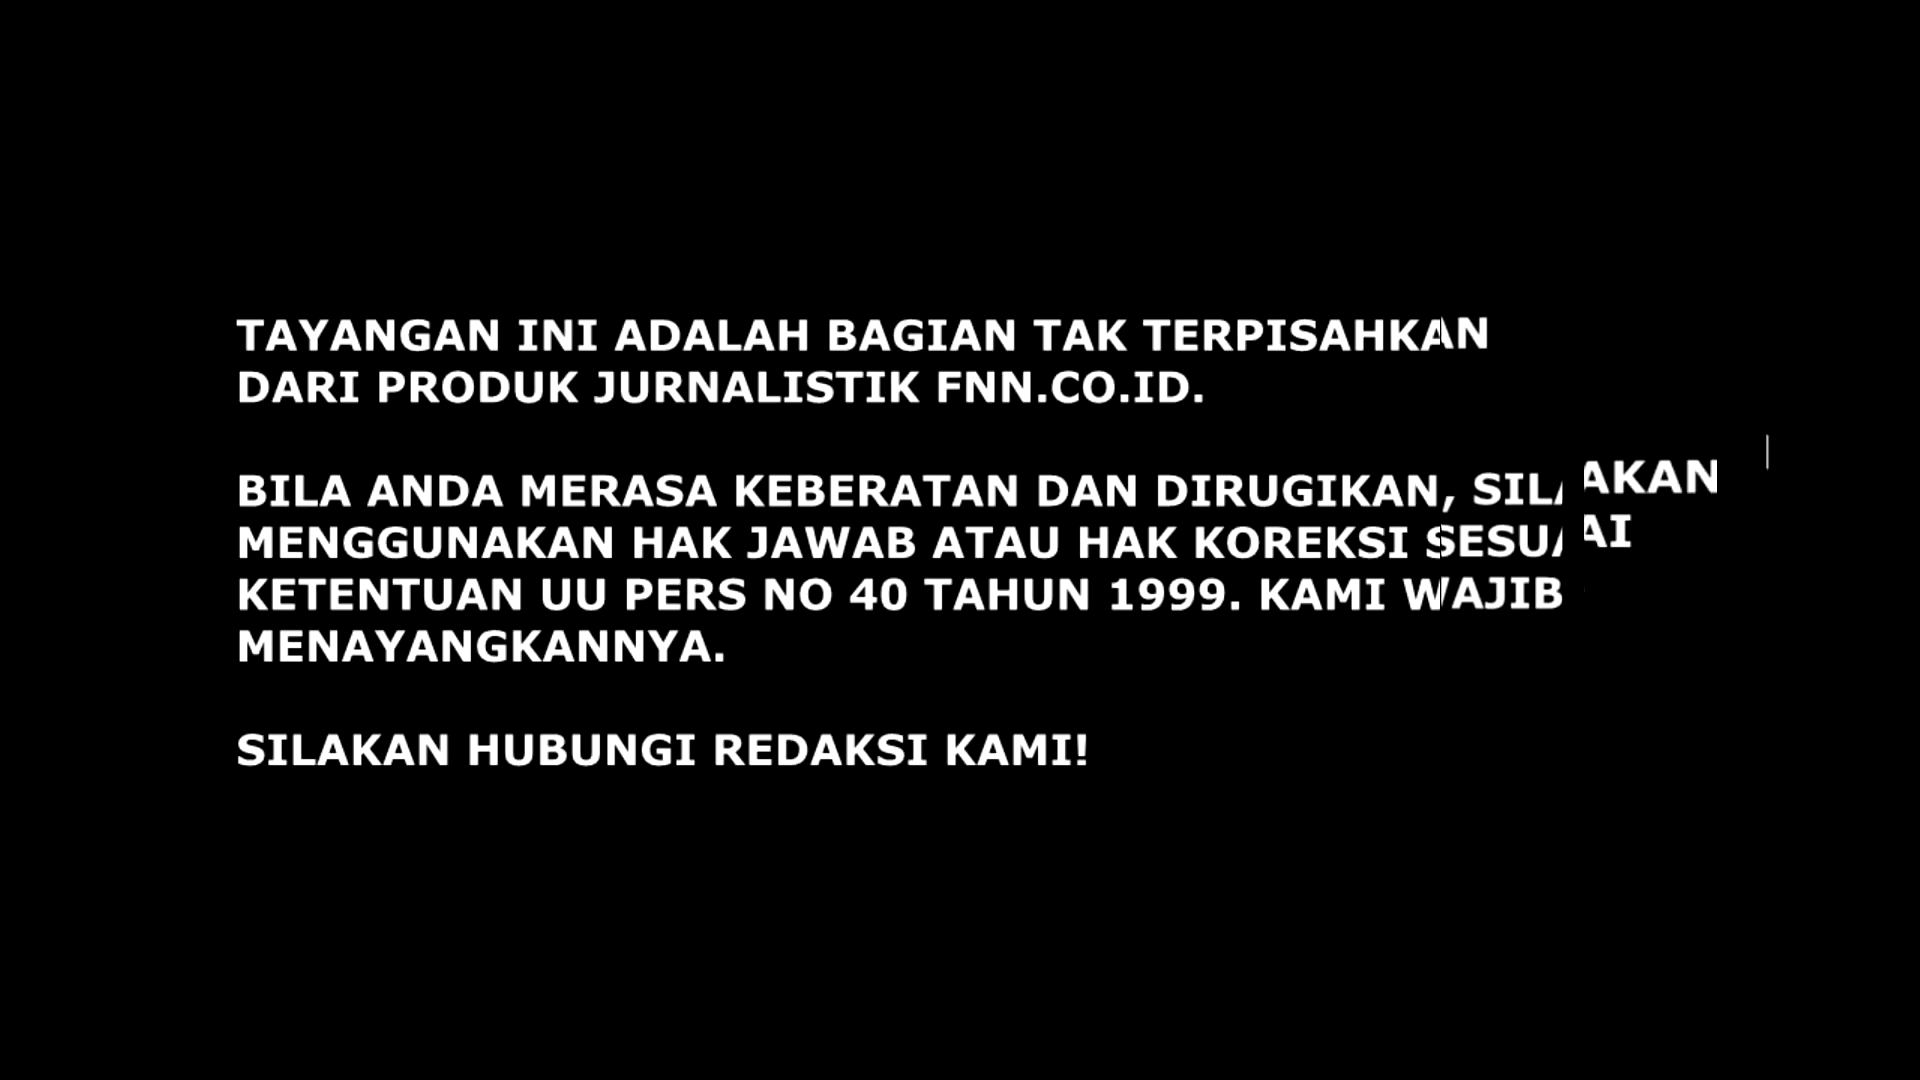 TAYANGAN INI ADALAH BAGIAN TAK TERPISAHKAN
DARI PRODUK JURNALISTIK FNN.CO.ID.
BILA ANDA MERASA KEBERATAN DAN DIRUGIKAN, SILAKAN
MENGGUNAKAN HAK JAWAB ATAU HAK KOREKSI SESUAI
KETENTUAN UU PERS NO 40 TAHUN 1999. KAMI WAJIB
MENAYANGKANNYA.
SILAKAN HUBUNGI REDAKSI KAMI!